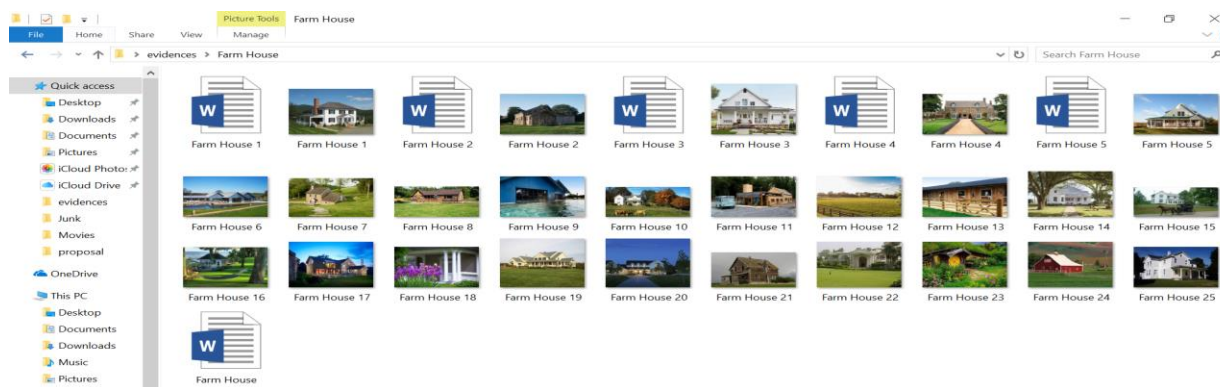 Picture Tools Farm House
File Home Share View Manage
evidences > Farm House Search Farm House
Quick access
Desktop
Downloads
Documents
Pictures
iCloud Photos
iCloud Drive
evidences
Junk
Movies
proposal
OneDrive
This PC
Desktop
Documents
Downloads
Music
Pictures
W W W W W
Farm House 1 Farm House 1 Farm House 2 Farm House 2 Farm House 3 Farm House 3 Farm House 4 Farm House 4 Farm House 5 Farm House 5
Farm House 6 Farm House 7 Farm House 8 Farm House 9 Farm House 10 Farm House 11 Farm House 12 Farm House 13 Farm House 14 Farm House 15
Farm House 16 Farm House 17 Farm House 18 Farm House 19 Farm House 20 Farm House 21 Farm House 22 Farm House 23 Farm House 24 Farm House 25
W
Farm House